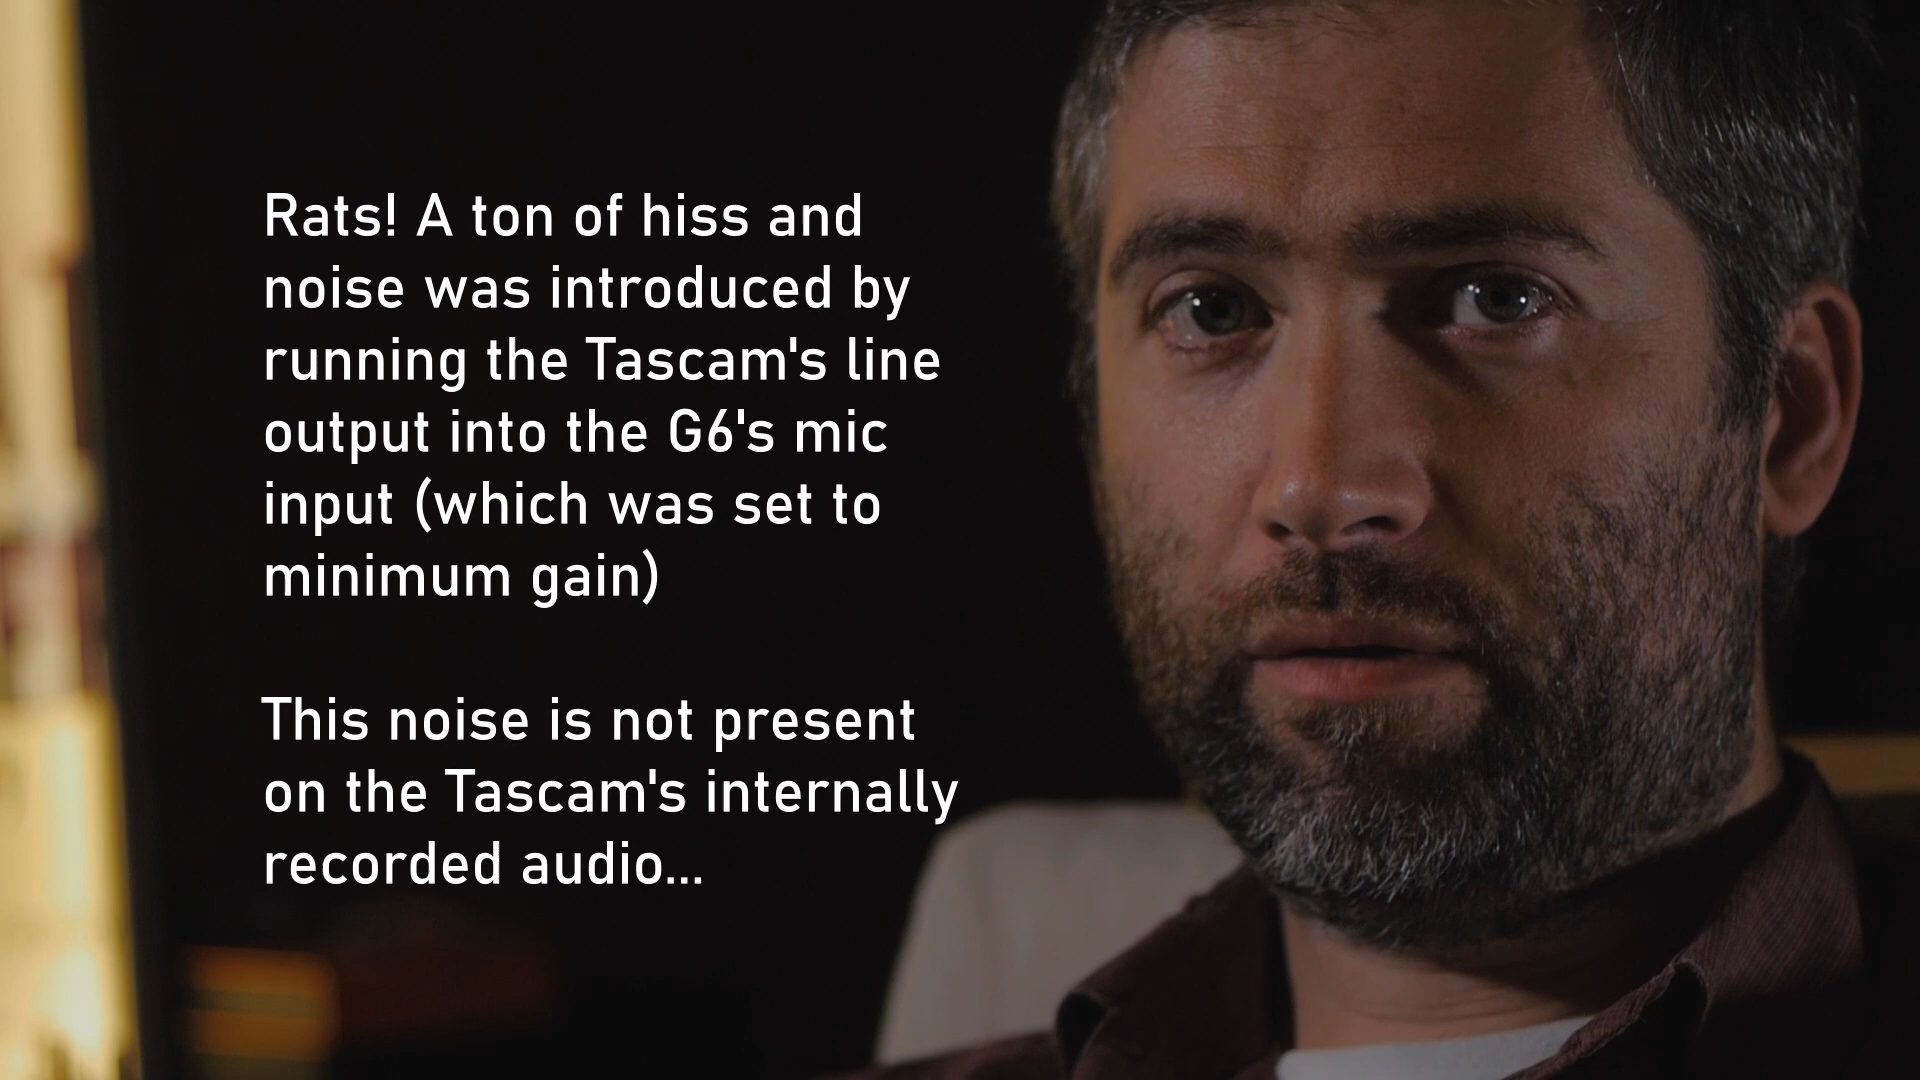 Rats! A ton of hiss and
noise was introduced by
running the Tascam's line
output into the G6's mic
input (which was set to
minimum gain)
This noise is not present
on the Tascam's internally
recorded audio...